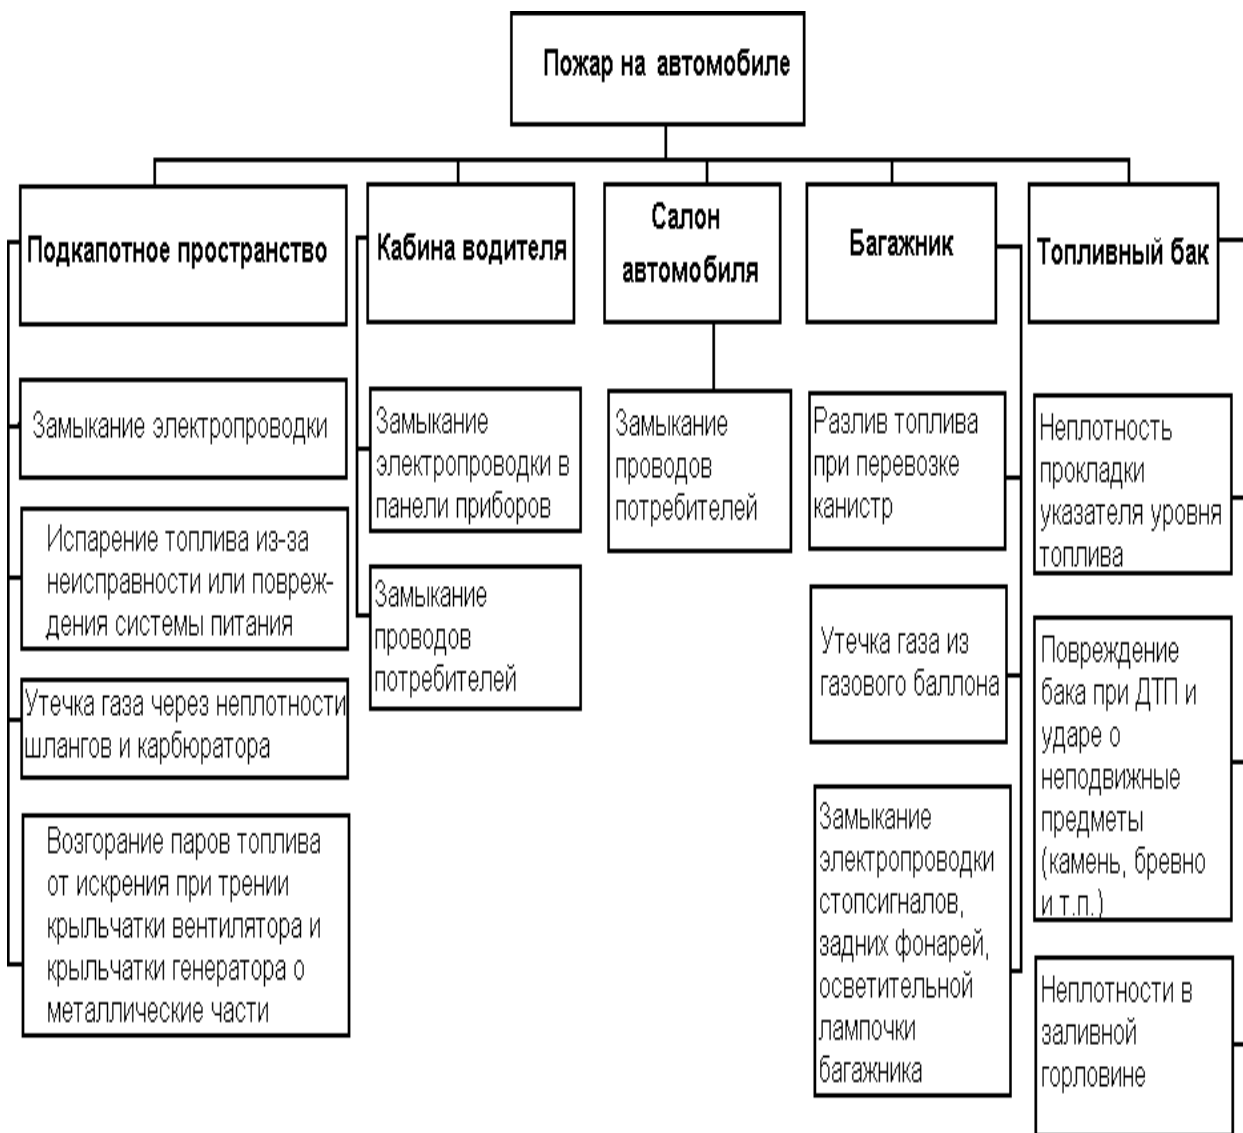 Пожар на автомобиле
Подкапотное пространство
Замыкание электропроводки
Испарение топлива из-за
неисправности или повреж-
дения системы питания
Утечка газа через неплотности
шлангов и карбюратора
Возгорание паров топлива
от искрения при трении
крыльчатки вентилятора и
крыльчатки генератора о
металлические части
Кабина водителя
Замыкание
электропроводки в
панели приборов
Замыкание
проводов
потребителей
Салон
автомобиля
Замыкание
проводов
потребителей
Багажник
Разлив топлива
при перевозке
канистр
Утечка газа из
газового баллона
Замыкание
электропроводки
стопсигналов,
задних фонарей,
осветительной
лампочки
багажника
Топливный бак
Неплотность
прокладки
указателя уровня
топлива
Повреждение
бака при ДТП и
ударе о
неподвижные
предметы
(камень, бревно
и т.п.)
Неплотности в
заливной
горловине